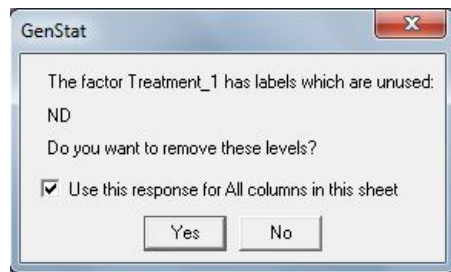 GenStat
The factor Treatment_1 has labels which are unused:
ND
Do you want to remove these levels?
Use this response for All columns in this sheet
Yes No